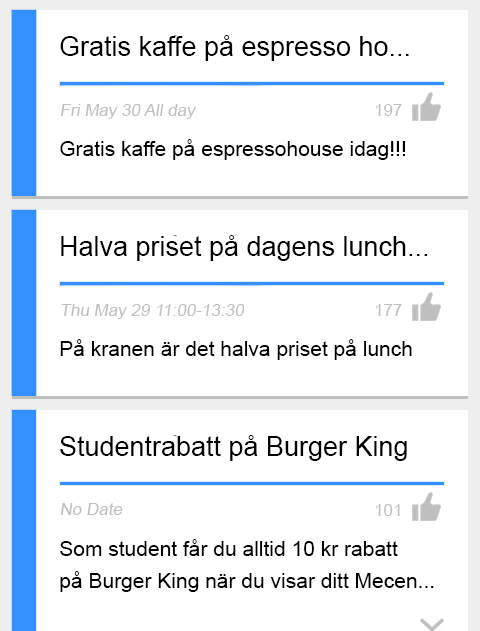 Gratis kaffe på espresso ho...
Fri May 30 All day 197
Gratis kaffe på espressohouse idag!!!
Halva priset på dagens lunch...
Thu May 29 11:00-13:30 177
På kranen är det halva priset på lunch
Studentrabatt på Burger King
No Date 101
Som student får du alltid 10 kr rabatt
på Burger King när du visar ditt Mecen...